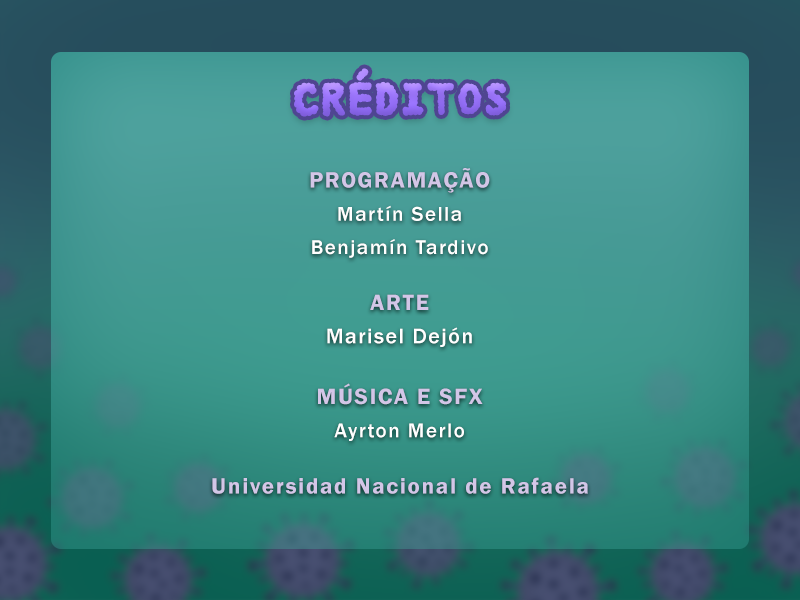 CRÉDITOS
PROGRAMAÇÃO
Martín Sella
Benjamín Tardivo
ARTE
Marisel Dejón
MÚSICA E SFX
Ayrton Merlo
Universidad Nacional de Rafaela